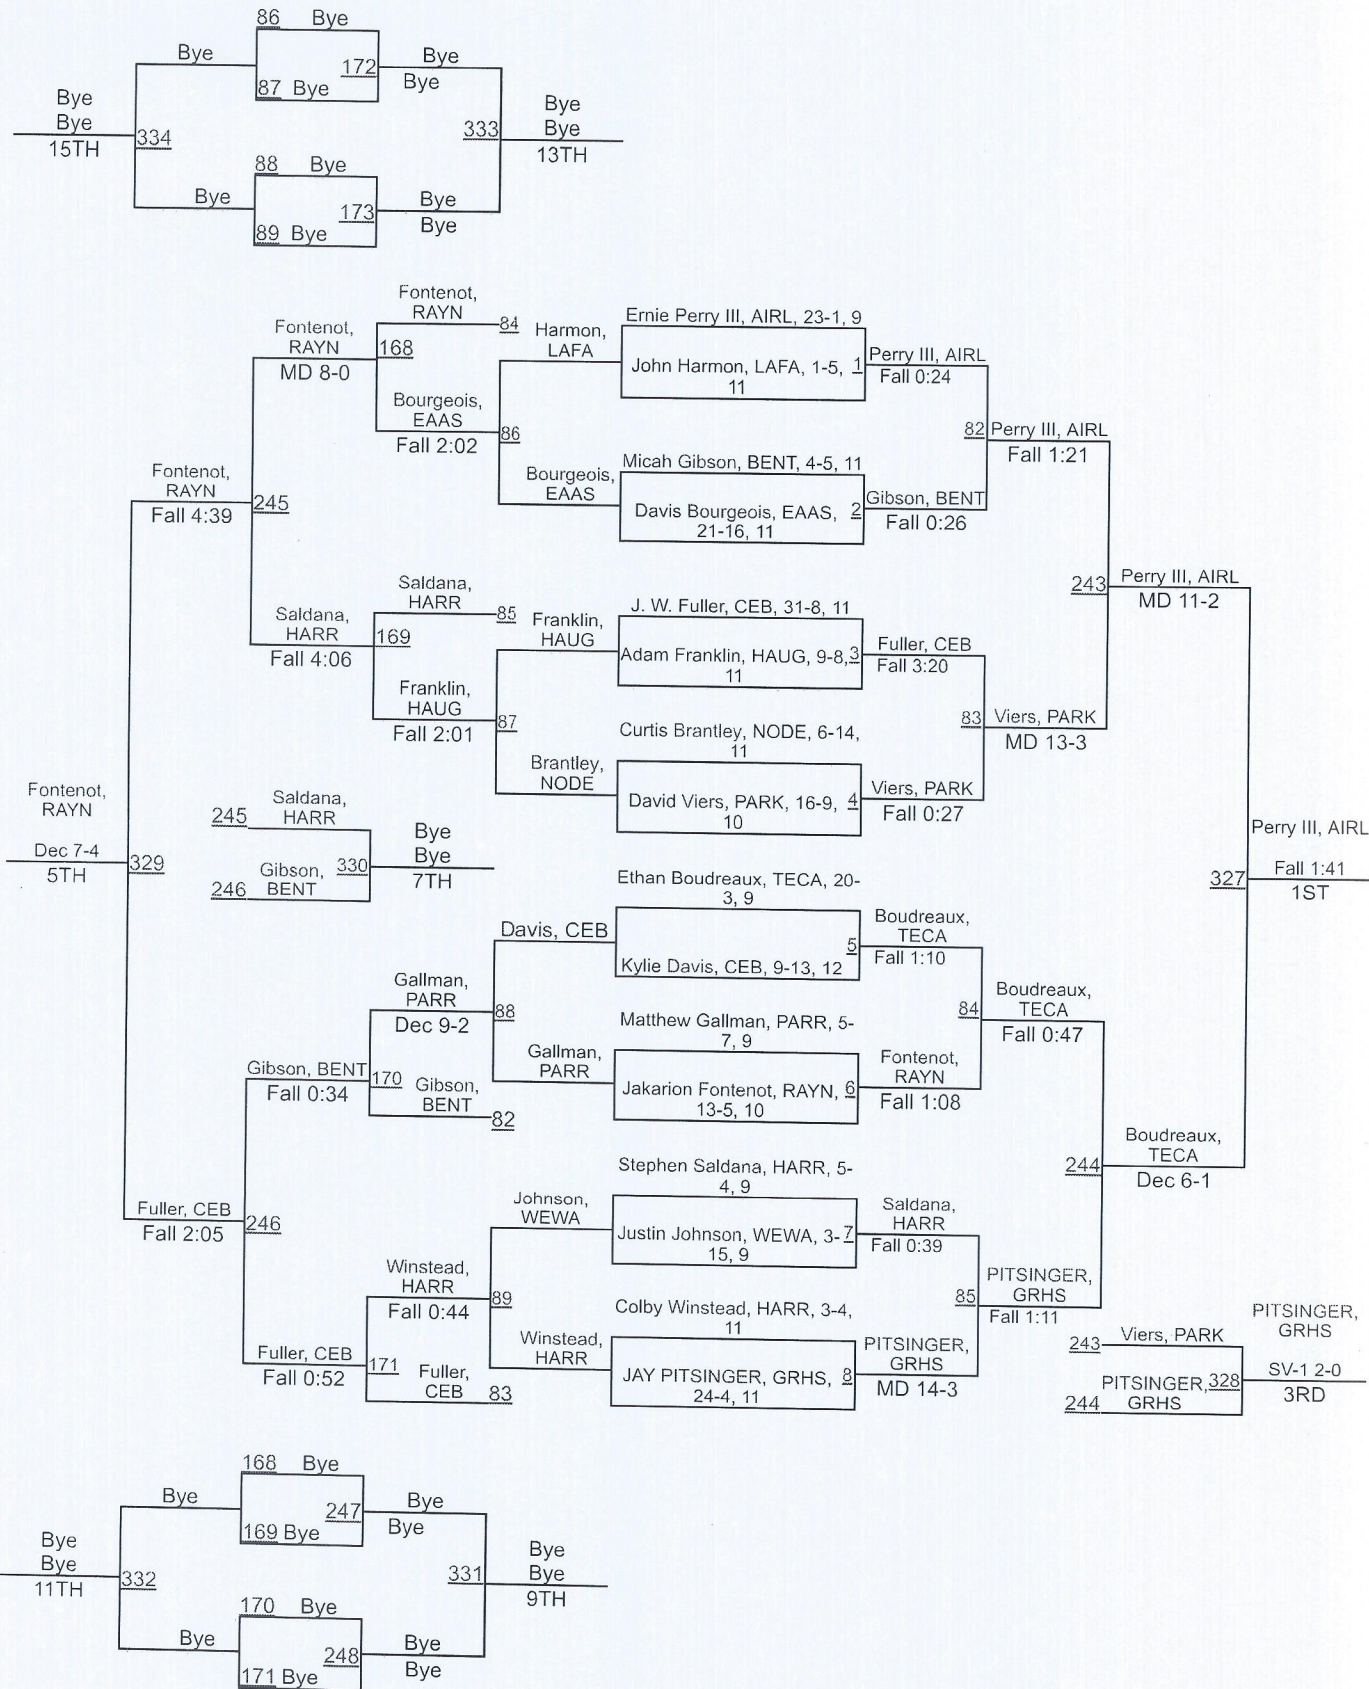 86 Bye
Bye
172
Bye
Bye
87 Bye
Bye
Bye
15TH
334
333
Bye
Bye
13TH
88 Bye
Bye
173
Bye
Bye
89 Bye
Fontenot,
RAYN
84
Fontenot,
RAYN
MD 8-0
168
Harmon,
LAFA
Ernie Perry III, AIRL, 23-1, 9
John Harmon, LAFA, 1-5,
11
1
Perry III, AIRL
Fall 0:24
Bourgeois,
EAAS
Fall 2:02
86
82
Perry III, AIRL
Fall 1:21
Fontenot,
RAYN
Fall 4:39
245
Bourgeois,
EAAS
Micah Gibson, BENT, 4-5, 11
Davis Bourgeois, EAAS,
21-16, 11
2
Gibson, BENT
Fall 0:26
Saldana,
HARR
85
243
Perry III, AIRL
MD 11-2
Saldana,
HARR
Fall 4:06
169
Franklin,
HAUG
J. W. Fuller, CEB, 31-8, 11
Adam Franklin, HAUG, 9-8,
11
3
Fuller, CEB
Fall 3:20
Franklin,
HAUG
Fall 2:01
87
83
Viers, PARK
MD 13-3
Brantley,
NODE
Curtis Brantley, NODE, 6-14,
11
David Viers, PARK, 16-9,
10
4
Viers, PARK
Fall 0:27
Fontenot,
RAYN
Dec 7-4
5TH
329
245
Saldana,
HARR
246
Gibson,
BENT
330
Bye
Bye
7TH
327
Perry III, AIRL
Fall 1:41
1ST
Davis, CEB
Ethan Boudreaux, TECA, 20-
3, 9
Kylie Davis, CEB, 9-13, 12
5
Boudreaux,
TECA
Fall 1:10
Gallman,
PARR
Dec 9-2
88
84
Boudreaux,
TECA
Fall 0:47
Gallman,
PARR
Matthew Gallman, PARR, 5-
7, 9
Jakarion Fontenot, RAYN,
13-5, 10
6
Fontenot,
RAYN
Fall 1:08
Gibson, BENT
Fall 0:34
170
Gibson,
BENT
82
244
Boudreaux,
TECA
Dec 6-1
Fuller, CEB
Fall 2:05
246
Johnson,
WEWA
Stephen Saldana, HARR, 5-
4, 9
Justin Johnson, WEWA, 3-
15, 9
7
Saldana,
HARR
Fall 0:39
Winstead,
HARR
Fall 0:44
89
85
PITSINGER,
GRHS
Fall 1:11
Winstead,
HARR
Colby Winstead, HARR, 3-4,
11
JAY PITSINGER, GRHS,
24-4, 11
8
PITSINGER,
GRHS
MD 14-3
Fuller, CEB
Fall 0:52
171
Fuller,
CEB
83
243
Viers, PARK
244
PITSINGER,
GRHS
328
PITSINGER,
GRHS
SV-1 2-0
3RD
168 Bye
Bye
247
Bye
Bye
169 Bye
Bye
Bye
11TH
332
331
Bye
Bye
9TH
170 Bye
Bye
248
Bye
Bye
171 Bye